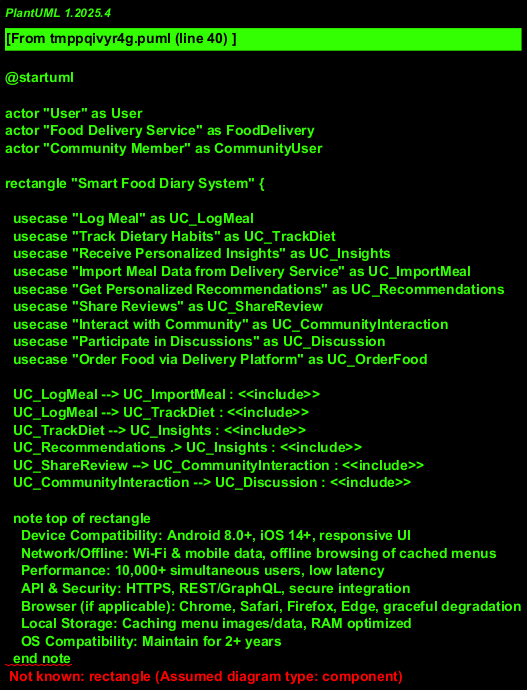 PlantUML 1.2025.4
[From tmppqivyr4g.puml (line 40) ]
@startuml
actor "User" as User
actor "Food Delivery Service" as FoodDelivery
actor "Community Member" as CommunityUser
rectangle "Smart Food Diary System" {
usecase "Log Meal" as UC_LogMeal
usecase "Track Dietary Habits" as UC_TrackDiet
usecase "Receive Personalized Insights" as UC_Insights
usecase "Import Meal Data from Delivery Service" as UC_ImportMeal
usecase "Get Personalized Recommendations" as UC_Recommendations
usecase "Share Reviews" as UC_ShareReview
usecase "Interact with Community" as UC_CommunityInteraction
usecase "Participate in Discussions" as UC_Discussion
usecase "Order Food via Delivery Platform" as UC_OrderFood
UC_LogMeal --> UC_ImportMeal : <<include>>
UC_LogMeal --> UC_TrackDiet : <<include>>
UC_TrackDiet --> UC_Insights : <<include>>
UC_Recommendations .> UC_Insights : <<include>>
UC_ShareReview --> UC_CommunityInteraction : <<include>>
UC_CommunityInteraction --> UC_Discussion : <<include>>
note top of rectangle
Device Compatibility: Android 8.0+, iOS 14+, responsive UI
Network/Offline: Wi-Fi & mobile data, offline browsing of cached menus
Performance: 10,000+ simultaneous users, low latency
API & Security: HTTPS, REST/GraphQL, secure integration
Browser (if applicable): Chrome, Safari, Firefox, Edge, graceful degradation
Local Storage: Caching menu images/data, RAM optimized
OS Compatibility: Maintain for 2+ years
end note
Not known: rectangle (Assumed diagram type: component)